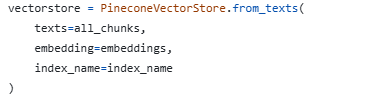 vectorstore = PineconeVectorStore.from_texts(
    texts=all_chunks,
    embedding=embeddings,
    index_name=index_name
)